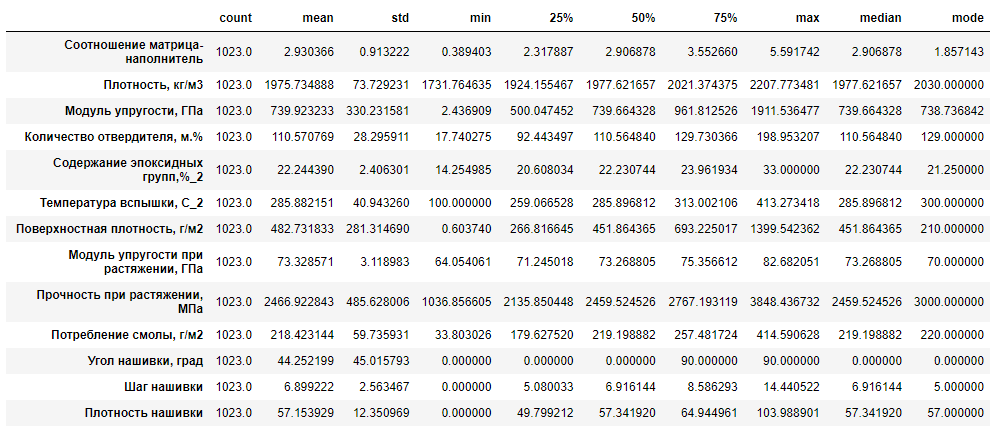 count mean std min 25% 50% 75% max median mode
Соотношение матрица-
наполнитель 1023.0 2.930366 0.913222 0.389403 2.317887 2.906878 3.552660 5.591742 2.906878 1.857143
Плотность, кг/м3 1023.0 1975.734888 73.729231 1731.764635 1924.155467 1977.621657 2021.374375 2207.773481 1977.621657 2030.000000
Модуль упругости, ГПа 1023.0 739.923233 330.231581 2.436909 500.047452 739.664328 961.812526 1911.536477 739.664328 738.736842
Количество отвердителя, м.% 1023.0 110.570769 28.295911 17.740275 92.443497 110.564840 129.730366 198.953207 110.564840 129.000000
Содержание эпоксидных
групп,%_2 1023.0 22.244390 2.406301 14.254985 20.608034 22.230744 23.961934 33.000000 22.230744 21.250000
Температура вспышки, С_2 1023.0 285.882151 40.943260 100.000000 259.066528 285.896812 313.002106 413.273418 285.896812 300.000000
Поверхностная плотность, г/м2 1023.0 482.731833 281.314690 0.603740 266.816645 451.864365 693.225017 1399.542362 451.864365 210.000000
Модуль упругости при
растяжении, ГПа 1023.0 73.328571 3.118983 64.054061 71.245018 73.268805 75.356612 82.682051 73.268805 70.000000
Прочность при растяжении,
МПа 1023.0 2466.922843 485.628006 1036.856605 2135.850448 2459.524526 2767.193119 3848.436732 2459.524526 3000.000000
Потребление смолы, г/м2 1023.0 218.423144 59.735931 33.803026 179.627520 219.198882 257.481724 414.590628 219.198882 220.000000
Угол нашивки, град 1023.0 44.252199 45.015793 0.000000 0.000000 0.000000 90.000000 90.000000 0.000000 0.000000
Шаг нашивки 1023.0 6.899222 2.563467 0.000000 5.080033 6.916144 8.586293 14.440522 6.916144 5.000000
Плотность нашивки 1023.0 57.153929 12.350969 0.000000 49.799212 57.341920 64.944961 103.988901 57.341920 57.000000